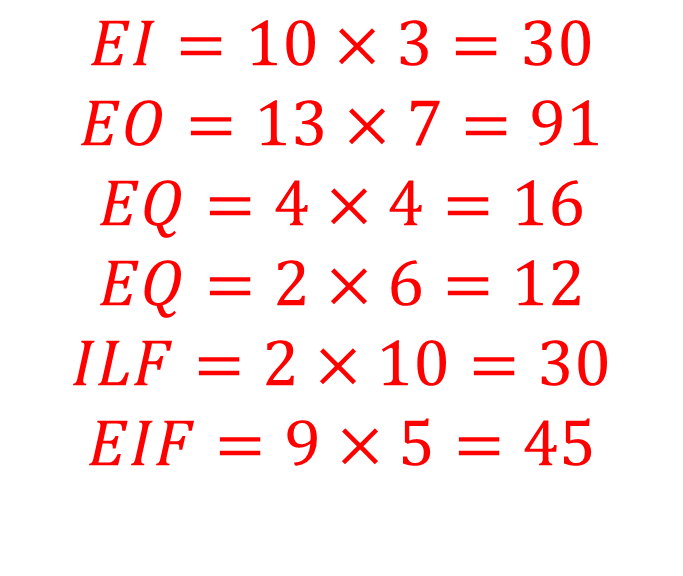 EI = 10 × 3 = 30
EO = 13 × 7 = 91
EQ = 4 × 4 = 16
EQ = 2 × 6 = 12
ILF = 2 × 10 = 30
EIF = 9 × 5 = 45